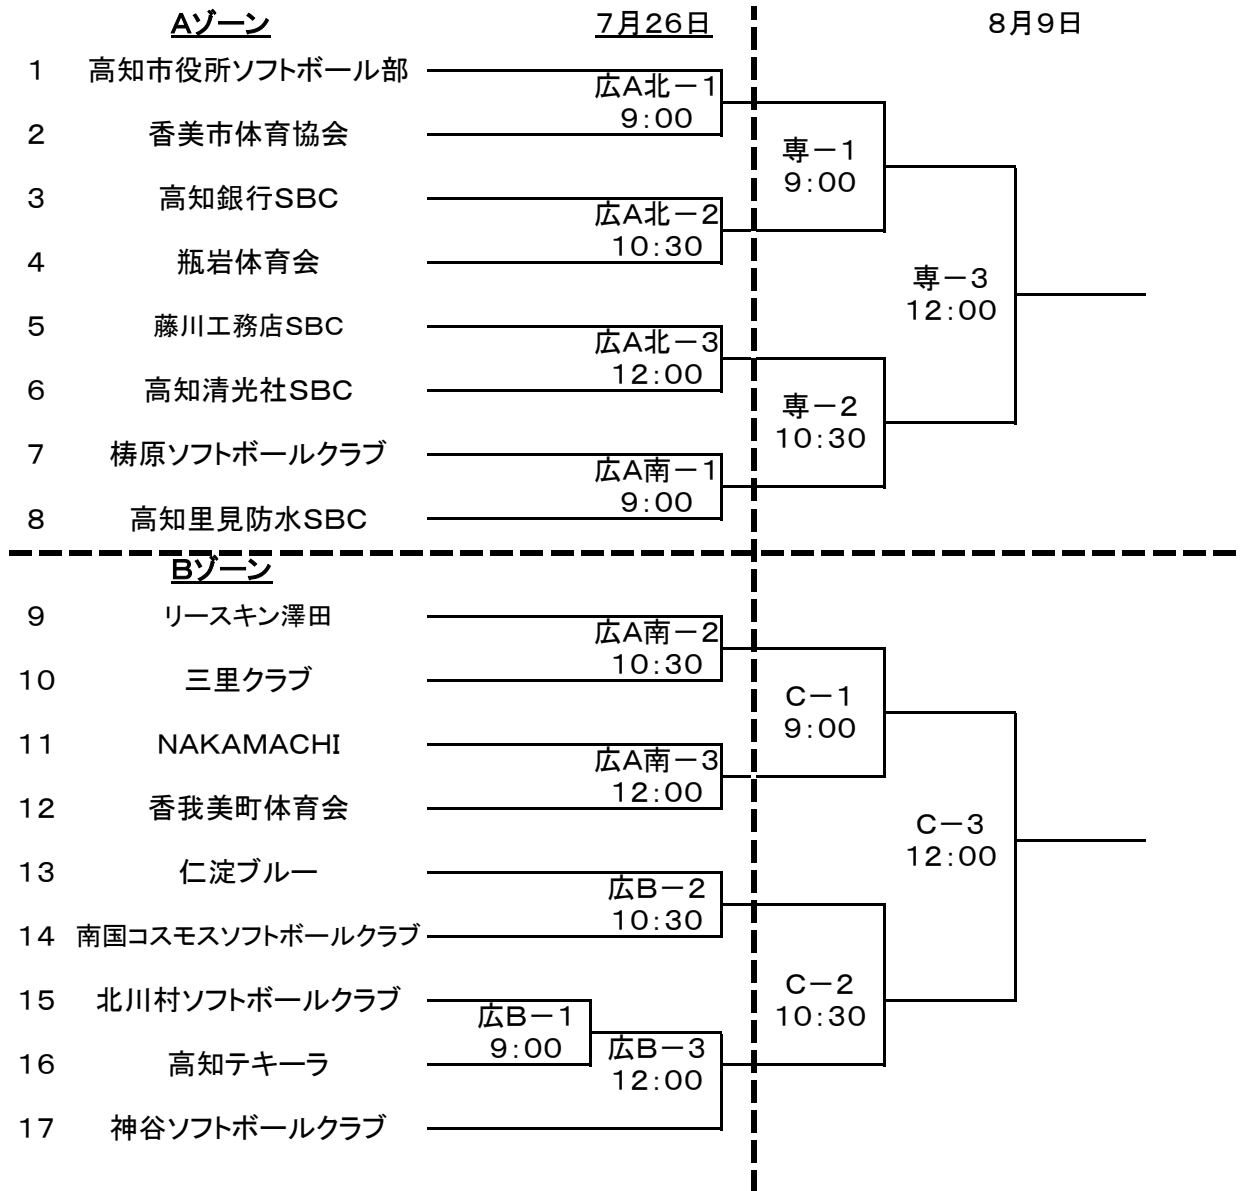 Aゾーン 7月26日 8月9日
1 高知市役所ソフトボール部
広A北－1
9:00
2 香美市体育協会
専－1
9:00
3 高知銀行SBC
広A北－2
10:30
4 瓶岩体育会
専－3
12:00
5 藤川工務店SBC
広A北－3
12:00
6 高知清光社SBC
専－2
10:30
7 梼原ソフトボールクラブ
広A南－1
9:00
8 高知里見防水SBC
Bゾーン
9 リースキン澤田
広A南－2
10:30
10 三里クラブ
C－1
9:00
11 NAKAMACHI
広A南－3
12:00
12 香我美町体育会
C－3
12:00
13 仁淀ブルー
広B－2
10:30
14 南国コスモスソフトボールクラブ
C－2
10:30
15 北川村ソフトボールクラブ
広B－1
9:00
16 高知テキーラ
広B－3
12:00
17 神谷ソフトボールクラブ